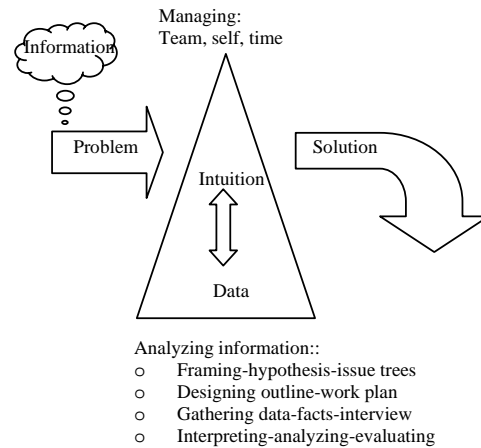 Managing:
Team, self, time
Information
Problem
Solution
Intuition
Data
Analyzing information::
o Framing-hypothesis-issue trees
o Designing outline-work plan
o Gathering data-facts-interview
o Interpreting-analyzing-evaluating